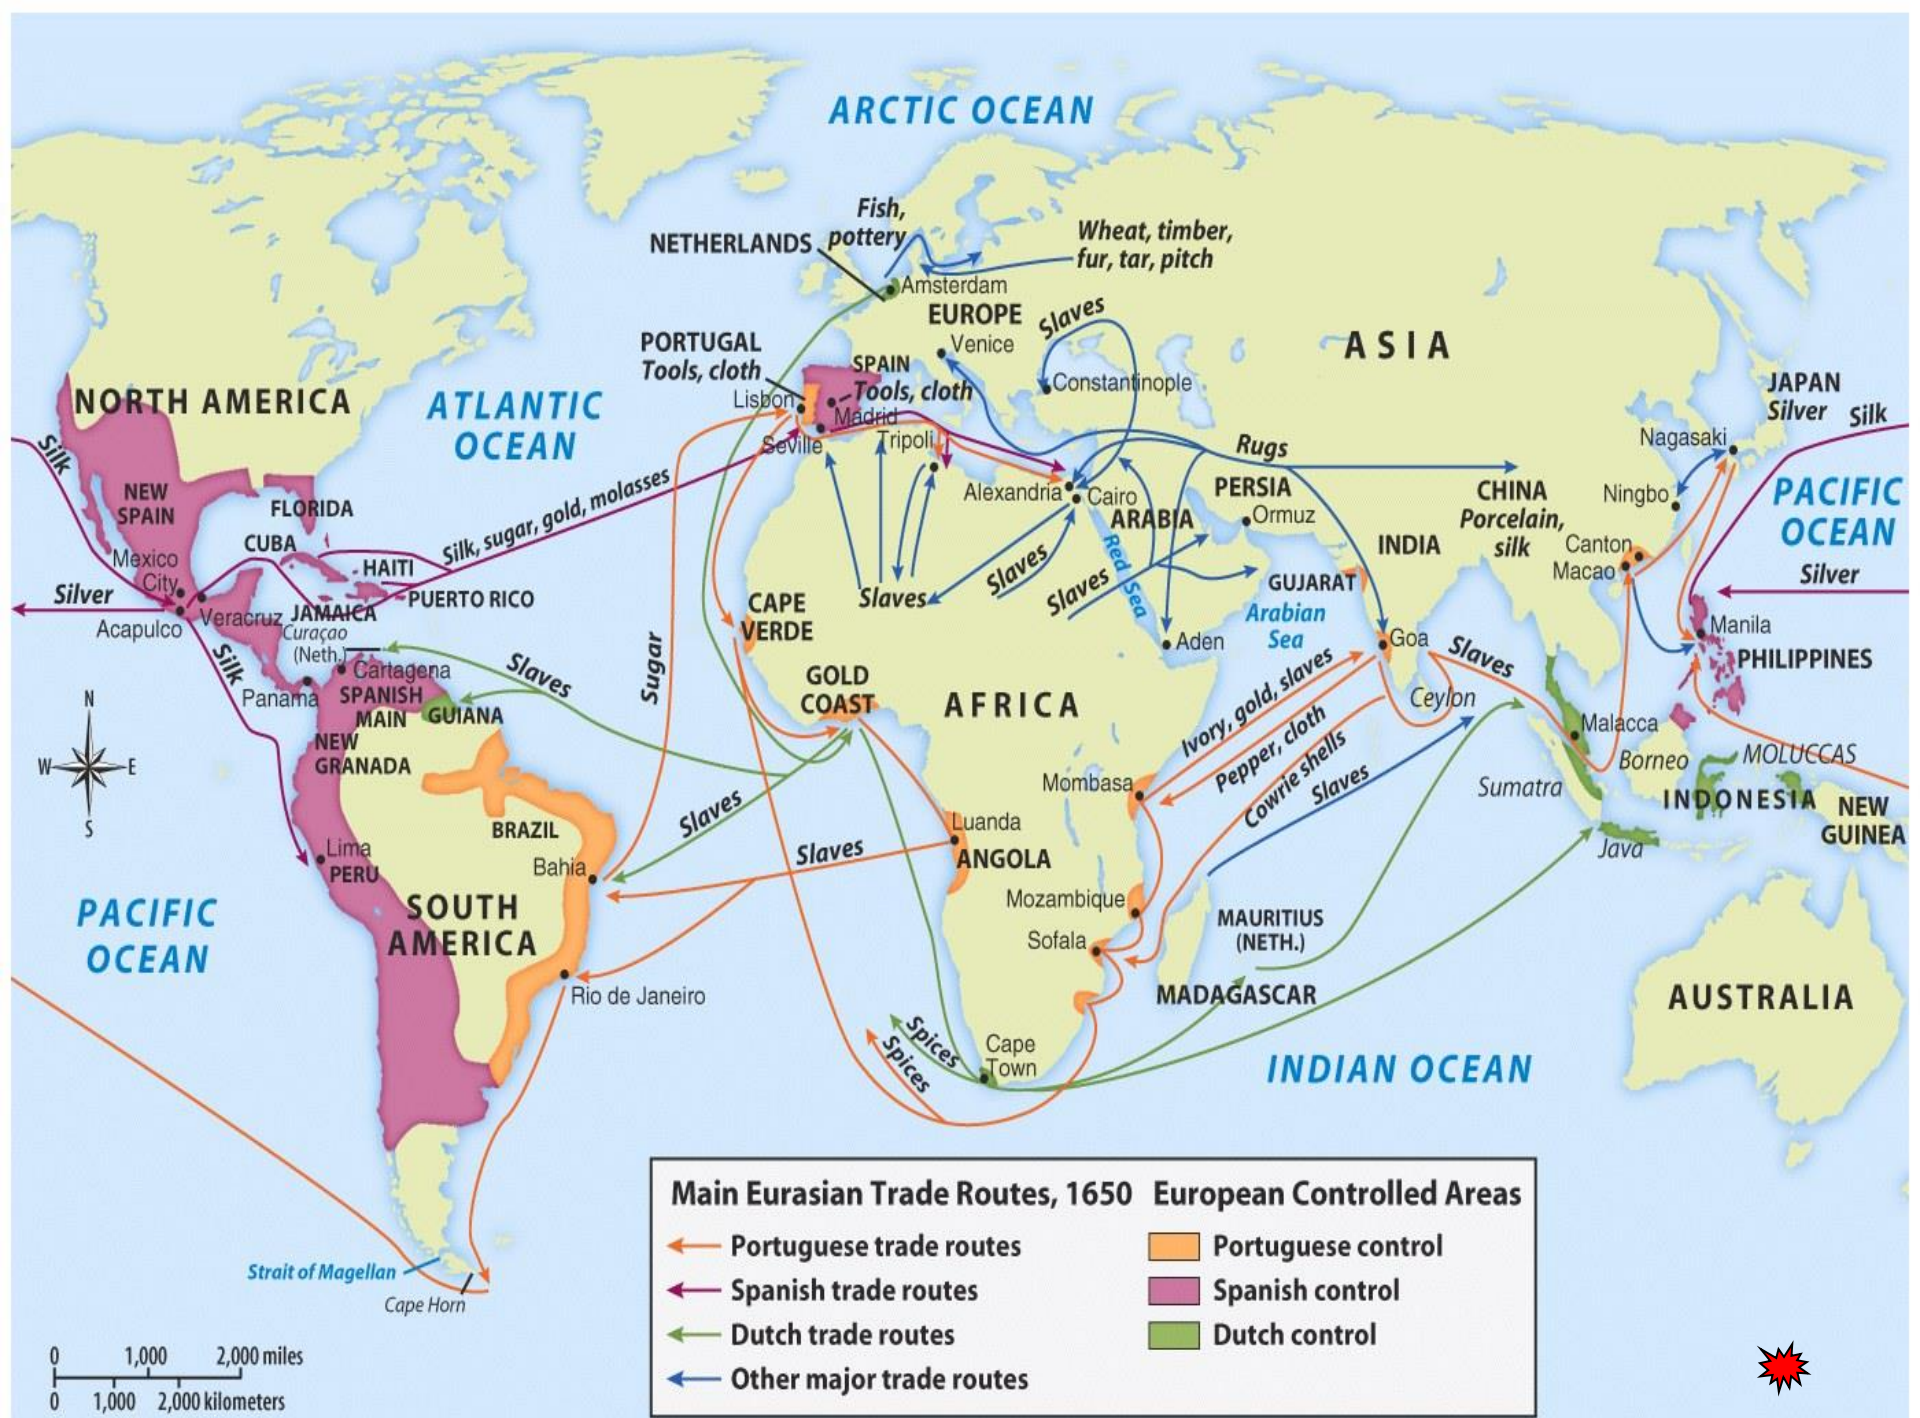 ARCTIC OCEAN
Fish,
pottery
NETHERLANDS
Wheat, timber,
fur, tar, pitch
Amsterdam
EUROPE
Slaves
Venice
ASIA
PORTUGAL
Tools, cloth
SPAIN
Tools, cloth
Constantinople
Lisbon
Madrid
Seville
Tripoli
NORTH AMERICA
ATLANTIC
OCEAN
JAPAN
Silver
Silk
Nagasaki
Silk
Rugs
Alexandria
Cairo
PERSIA
Ormuz
ARABIA
CHINA
Porcelain,
silk
Ningbo
PACIFIC
OCEAN
NEW
SPAIN
FLORIDA
Silk, sugar, gold, molasses
CUBA
HAITI
PUERTO RICO
JAMAICA
Mexico
City
Veracruz
Silver
Acapulco
Curaçao
(Neth.)
Cartagena
Panama
SPANISH
MAIN
GUIANA
NEW
GRANADA
Silk
Slaves
Sugar
CAPE
VERDE
GOLD
COAST
AFRICA
Slaves
Slaves
Slaves
Red Sea
Aden
INDIA
GUJARAT
Arabian
Sea
Goa
Canton
Macao
Silver
Manila
PHILIPPINES
Slaves
Ceylon
Malacca
Borneo
MOLUCCAS
Sumatra
INDONESIA
NEW
GUINEA
Java
Ivory, gold, slaves
Pepper, cloth
Cowrie shells
Slaves
Mombasa
Luanda
ANGOLA
Mozambique
Sofala
MAURITIUS
(NETH.)
MADAGASCAR
Slaves
Slaves
BRAZIL
Bahia
Lima
PERU
SOUTH
AMERICA
Rio de Janeiro
PACIFIC
OCEAN
N
W
E
S
Spices
Spices
Cape
Town
INDIAN OCEAN
AUSTRALIA
Strait of Magellan
Cape Horn
0 1,000 2,000 miles
0 1,000 2,000 kilometers
Main Eurasian Trade Routes, 1650
Portuguese trade routes
Spanish trade routes
Dutch trade routes
Other major trade routes
European Controlled Areas
Portuguese control
Spanish control
Dutch control